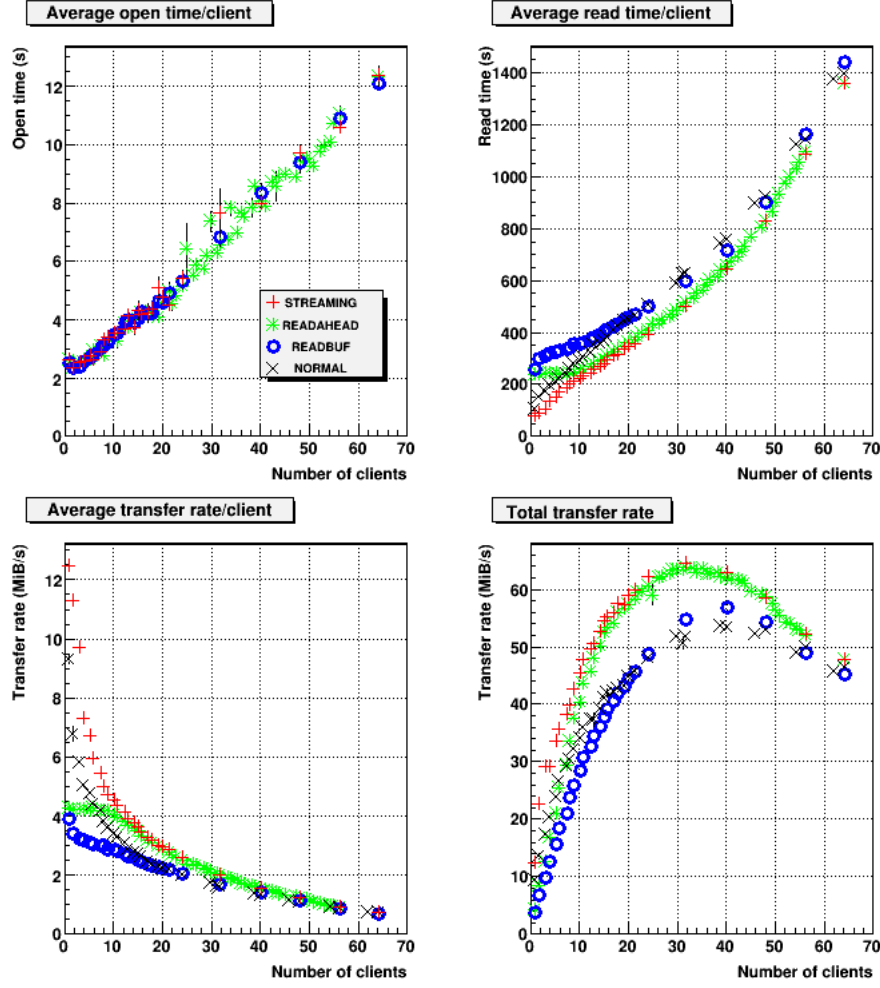 Average open time/client
Open time (s)
12
10
8
6
4
2
0
0 10 20 30 40 50 60 70
Number of clients
STREAMING
READAHEAD
READBUF
NORMAL
Average read time/client
Read time (s)
1400
1200
1000
800
600
400
200
0
0 10 20 30 40 50 60 70
Number of clients
Average transfer rate/client
Transfer rate (MiB/s)
12
10
8
6
4
2
0
0 10 20 30 40 50 60 70
Number of clients
Total transfer rate
Transfer rate (MiB/s)
60
50
40
30
20
10
0
0 10 20 30 40 50 60 70
Number of clients